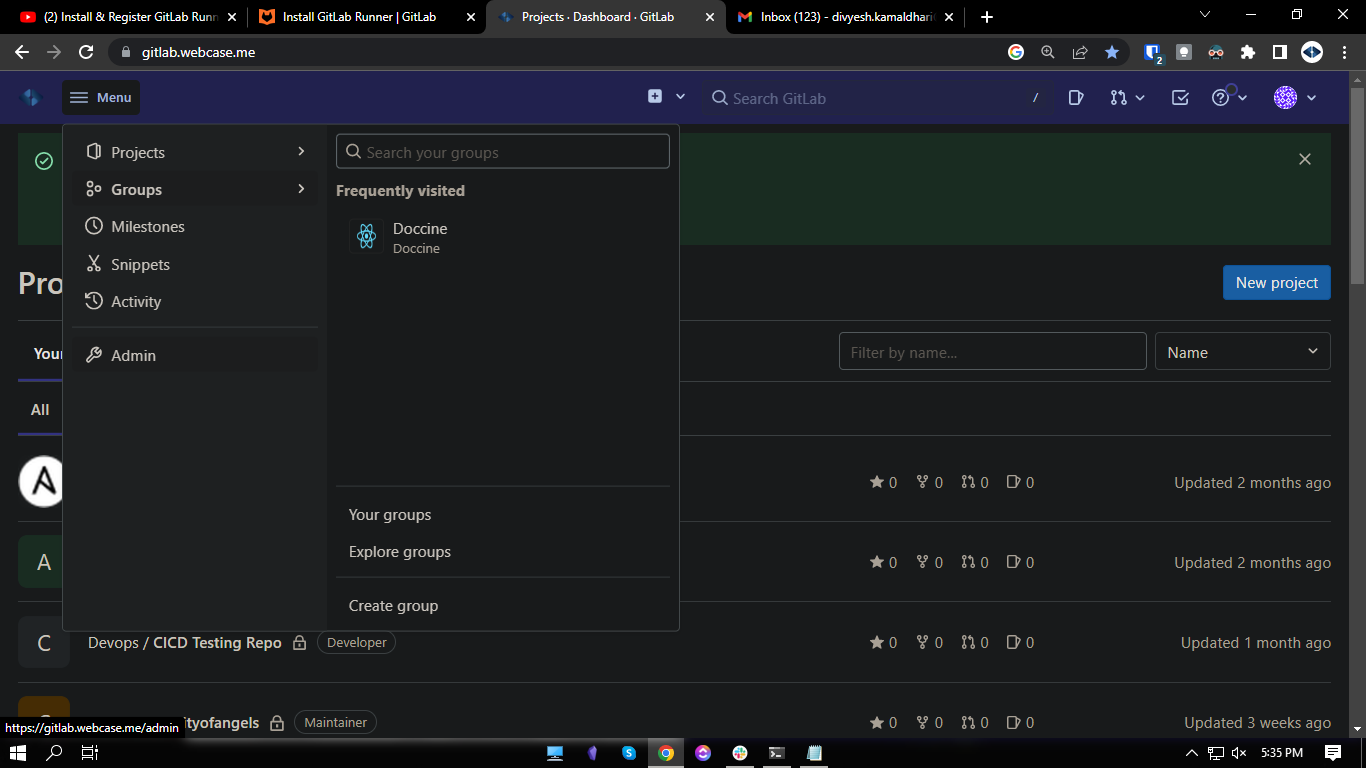 (2) Install & Register GitLab Runn
Install GitLab Runner | GitLab
Projects · Dashboard · GitLab
Inbox (123) - divyesh.kamaldhari
gitlab.webcase.me
2
Menu
Search GitLab
/
Projects
Groups
Milestones
Snippets
Activity
Admin
Search your groups
Frequently visited
Doccine
Doccine
Your groups
Explore groups
Create group
Pro
New project
You
Filter by name...
Name
All
0 0 0 0
Updated 2 months ago
A
0 0 0 0
Updated 2 months ago
C
Devops / CICD Testing Repo
Developer
0 0 0 0
Updated 1 month ago
ityofangels
Maintainer
0 0 0 0
Updated 3 weeks ago
https://gitlab.webcase.me/admin
5:35 PM